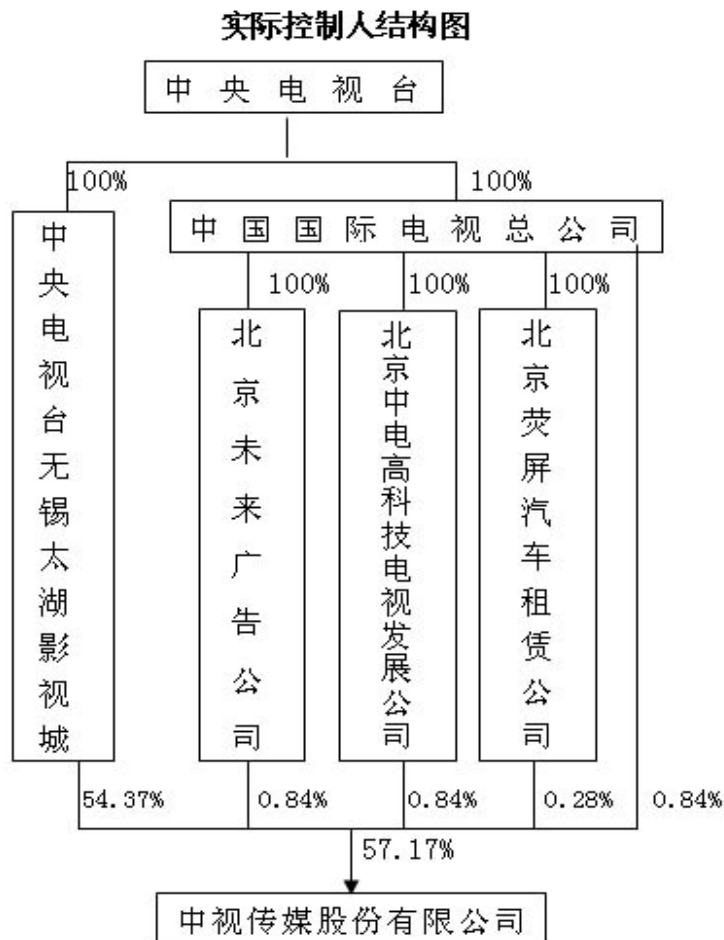 实际控制人结构图
中央电视台
100%
100%
中国国际电视总公司
中央电视台无锡太湖影视城
100%
100%
100%
北京未来广告公司
北京中电高科技电视发展公司
北京荧屏汽车租赁公司
54.37%
0.84%
0.84%
0.28%
0.84%
57.17%
中视传媒股份有限公司